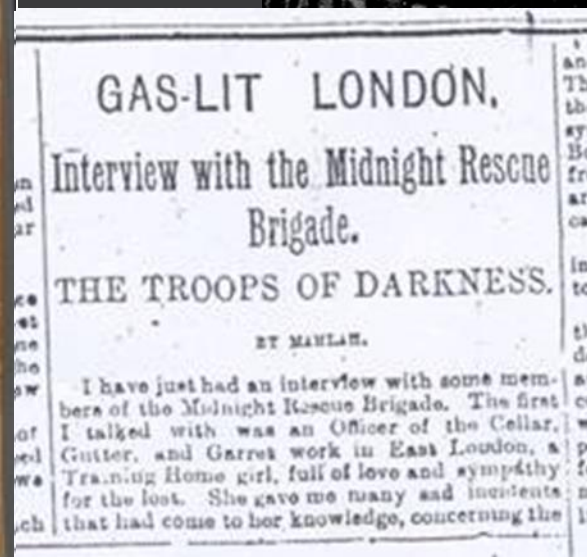 GAS-LIT LONDON.
Interview with the Midnight Rescue
Brigade.
THE TROOPS OF DARKNESS.
BY MAHLAH.
I have just had an interview with some mem-
bers of the Midnight Rescue Brigade. The first
I talked with was an Officer of the Cellar,
Gutter, and Garret work in East London, a
Training Home girl, full of love and sympathy
for the lost. She gave me many sad incidents
that had come to her knowledge, concerning the